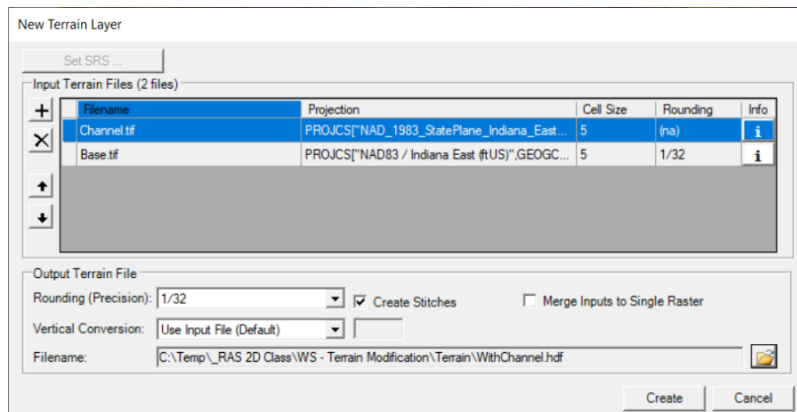 New Terrain Layer
Set SRS ...
Input Terrain Files (2 files)
Filename Projection Cell Size Rounding Info
Channel.tif PROJCS["NAD_1983_StatePlane_Indiana_East... 5 (na) i
Base.tif PROJCS["NAD83 / Indiana East (ftUS)",GEOGC... 5 1/32 i
Output Terrain File
Rounding (Precision): 1/32 Create Stitches Merge Inputs to Single Raster
Vertical Conversion: Use Input File (Default)
Filename: C:\Temp\_RAS 2D Class\WS - Terrain Modification\Terrain\WithChannel.hdf
Create Cancel